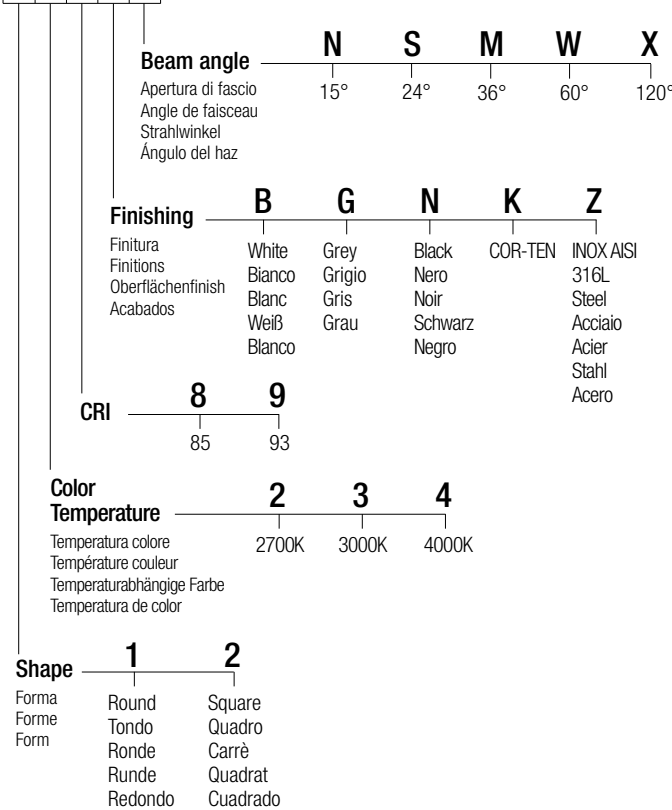 N S M W X
Beam angle
15° 24° 36° 60° 120°
Apertura di fascio
Angle de faisceau
Strahlwinkel
Ángulo del haz
B G N K Z
Finishing
Finitura
Finitions
Oberflächenfinish
Acabados
White Grey Black COR-TEN INOX AISI
Bianco Grigio Nero 316L
Blanc Gris Noir Steel
Weiß Grau Schwarz Acciaio
Blanco Negro Acier
Stahl
Acero
8 9
CRI
85 93
Color
Temperature
2 3 4
2700K 3000K 4000K
Temperatura colore
Température couleur
Temperaturabhängige Farbe
Temperatura de color
1 2
Shape
Forma
Forme
Form
Round Square
Tondo Quadro
Ronde Carrè
Runde Quadrat
Redondo Cuadrado